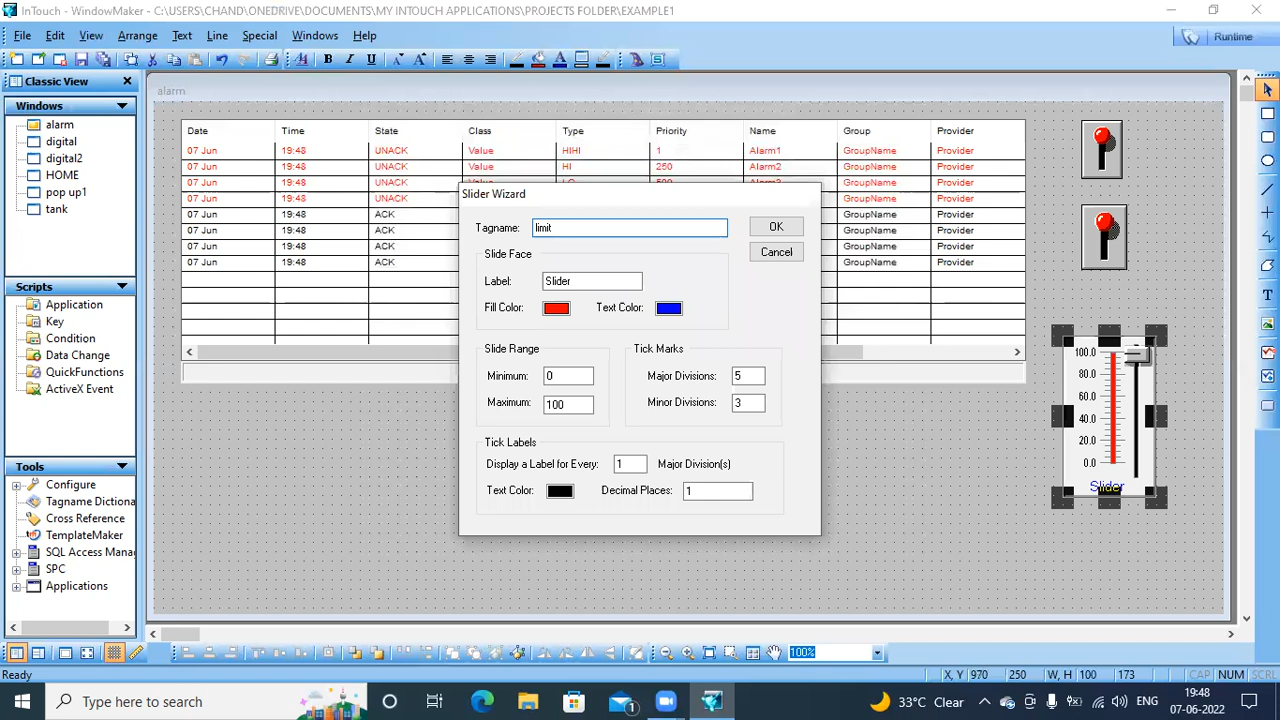 InTouch - WindowMaker - C:\USERS\CHAND\ONEDRIVE\DOCUMENTS\MY INTOUCH APPLICATIONS\PROJECTS FOLDER\EXAMPLE1
File Edit View Arrange Text Line Special Windows Help
Runtime
Classic View
Windows
alarm
digital
digital2
HOME
pop up1
tank
Scripts
Application
Key
Condition
Data Change
QuickFunctions
ActiveX Event
Tools
Configure
Tagname Dictiona
Cross Reference
TemplateMaker
SQL Access Mana
SPC
Applications
alarm
Date Time State Class Type Priority Name Group Provider
07 Jun 19:48 UNACK Value HIHI 1 Alarm1 GroupName Provider
07 Jun 19:48 UNACK Value HI 250 Alarm2 GroupName Provider
07 Jun 19:48 UNACK GroupName Provider
07 Jun 19:48 UNACK GroupName Provider
07 Jun 19:48 ACK GroupName Provider
07 Jun 19:48 ACK GroupName Provider
07 Jun 19:48 ACK GroupName Provider
07 Jun 19:48 ACK GroupName Provider
Slider Wizard
Tagname: limit
OK
Cancel
Slide Face
Label: Slider
Fill Color: Text Color:
Slide Range
Minimum: 0
Maximum: 100
Tick Marks
Major Divisions: 5
Minor Divisions: 3
Tick Labels
Display a Label for Every: 1 Major Division(s)
Text Color: Decimal Places: 1
100.0
80.0
60.0
40.0
20.0
0.0
Slider
100%
Ready
X, Y 970 250 W, H 100 173 CAP NUM SCRL
Type here to search
1
33°C Clear
ENG
19:48
07-06-2022